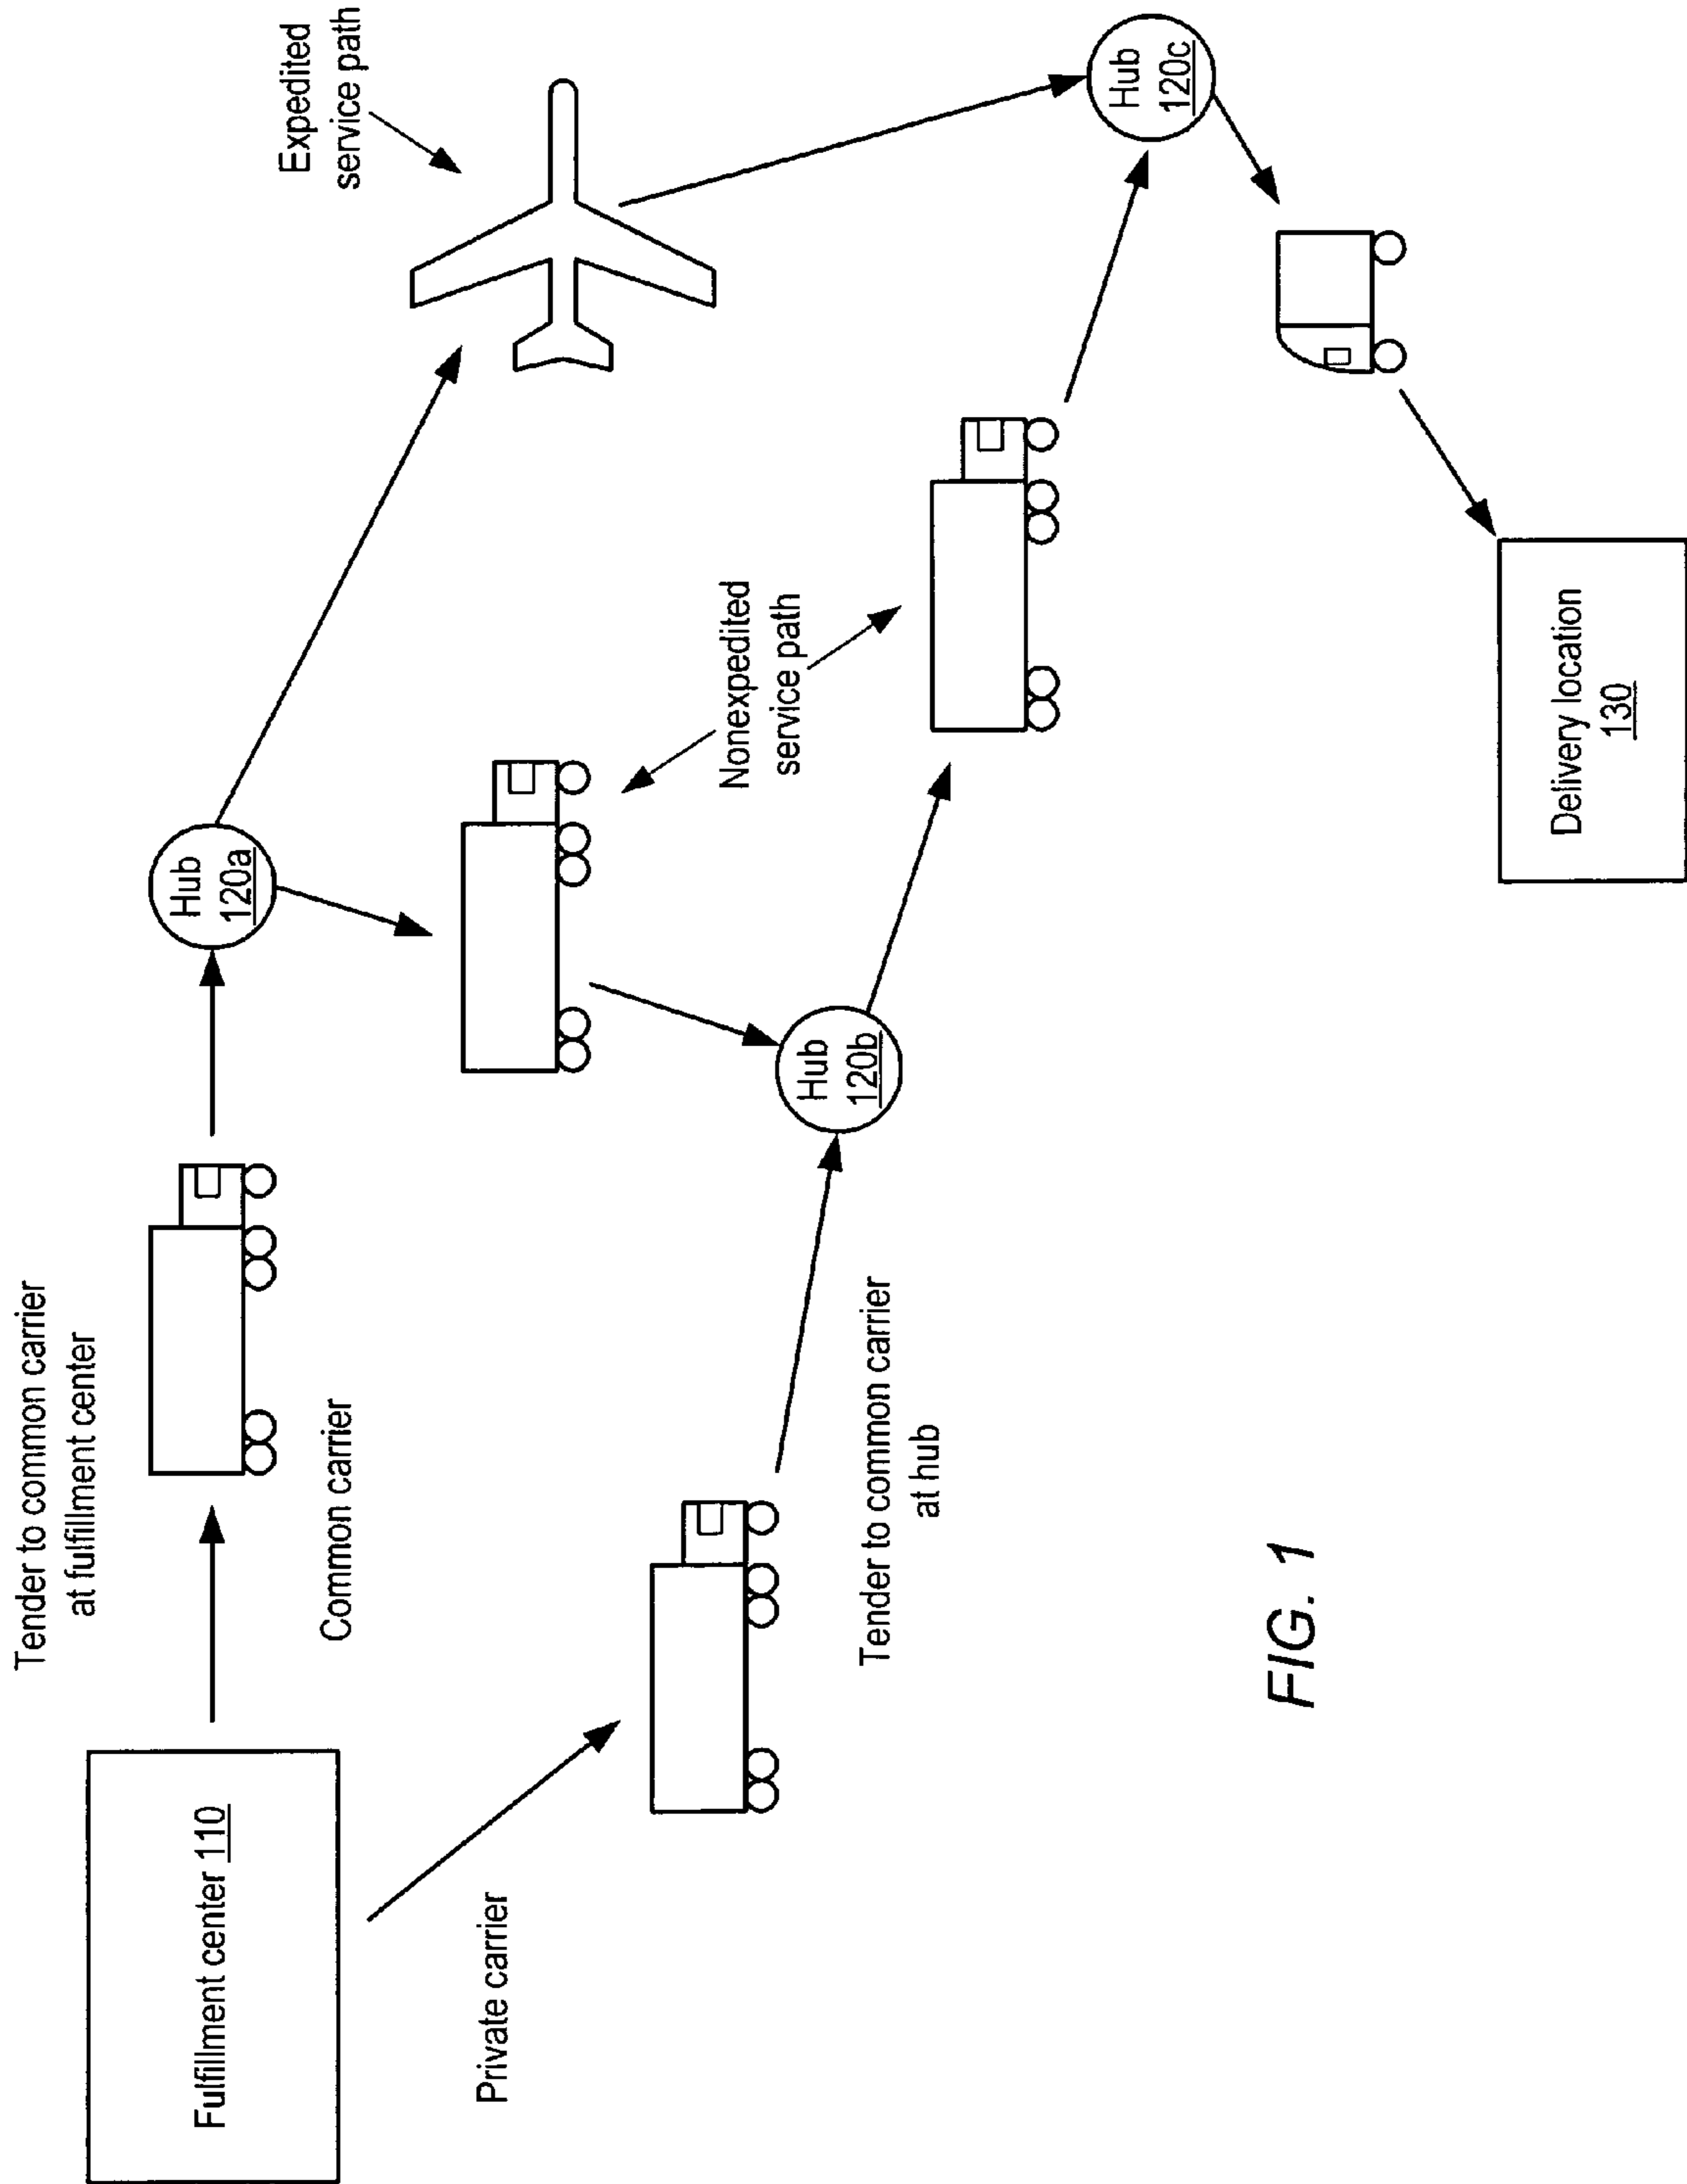 Tender to common carrier
at fulfillment center
Fulfillment center 110
Common carrier
Hub
120a
Expedited
service path
Private carrier
Nonexpedited
service path
Tender to common carrier
at hub
Hub
120b
Hub
120c
Delivery location
130
FIG. 1